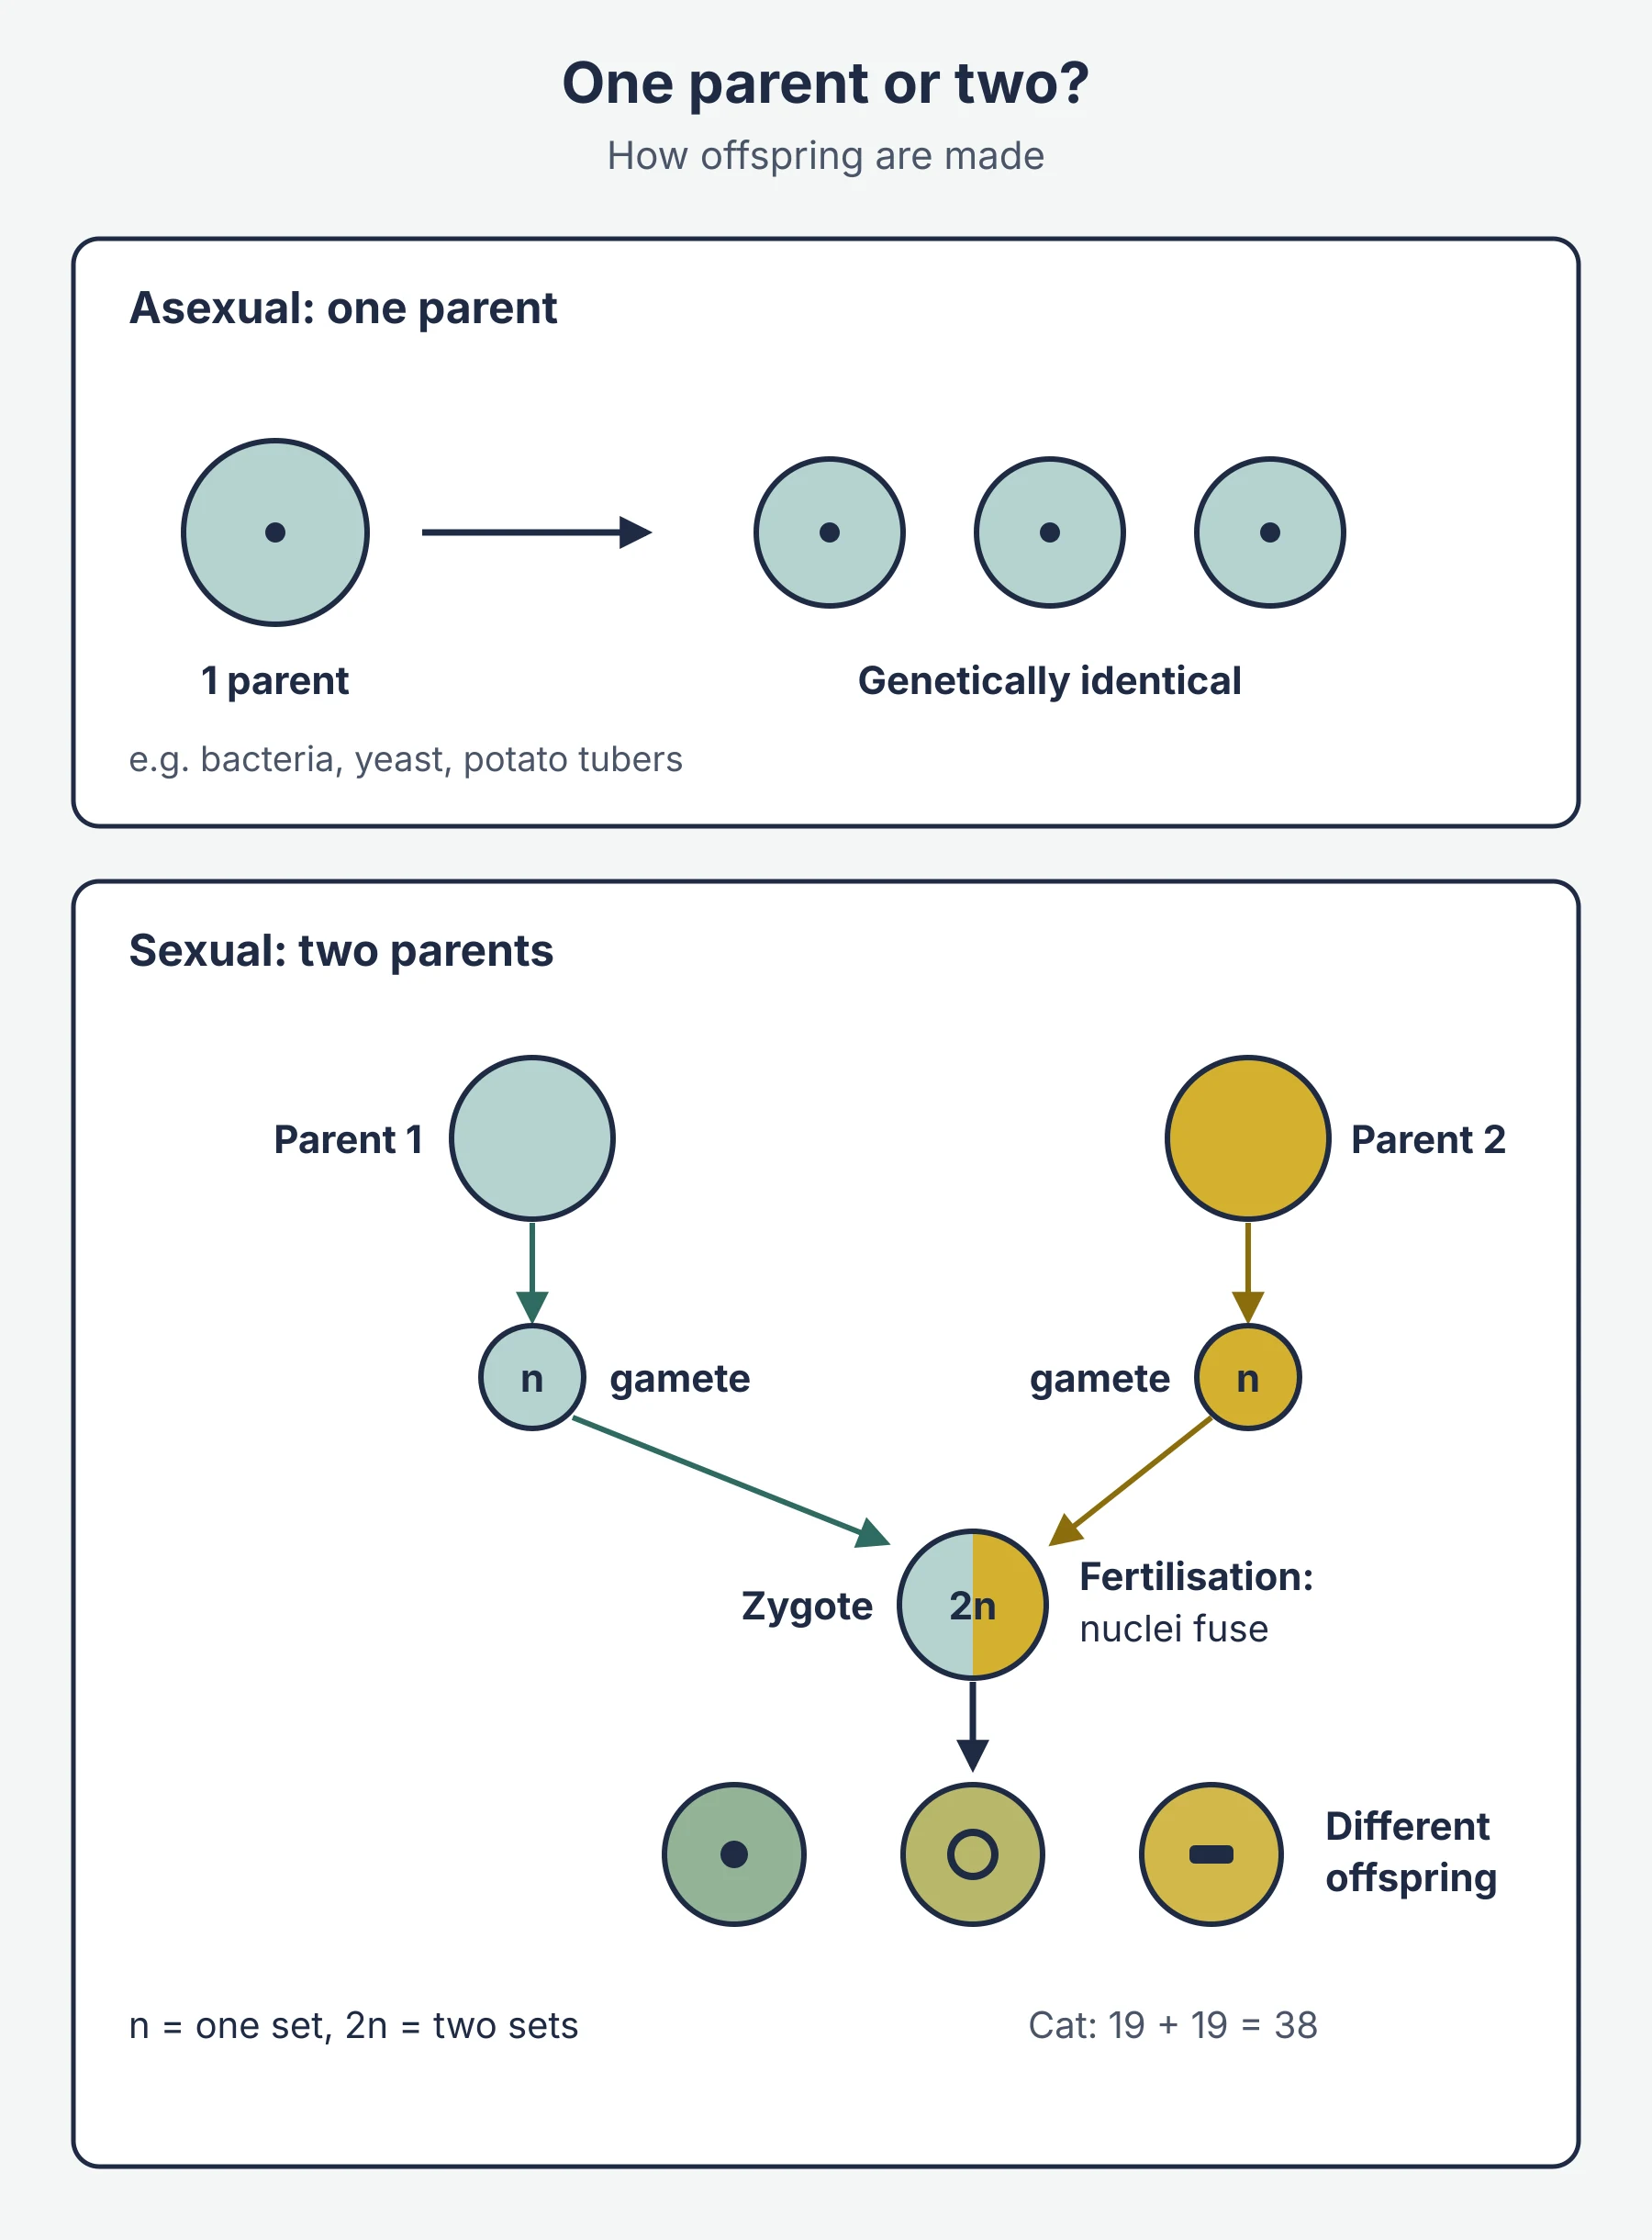 One parent or two?
How offspring are made
Asexual: one parent
1 parent
Genetically identical
e.g. bacteria, yeast, potato tubers
Sexual: two parents
Parent 1
Parent 2
n
gamete
gamete
n
Zygote
2n
Fertilisation:
nuclei fuse
Different
offspring
n = one set, 2n = two sets
Cat: 19 + 19 = 38